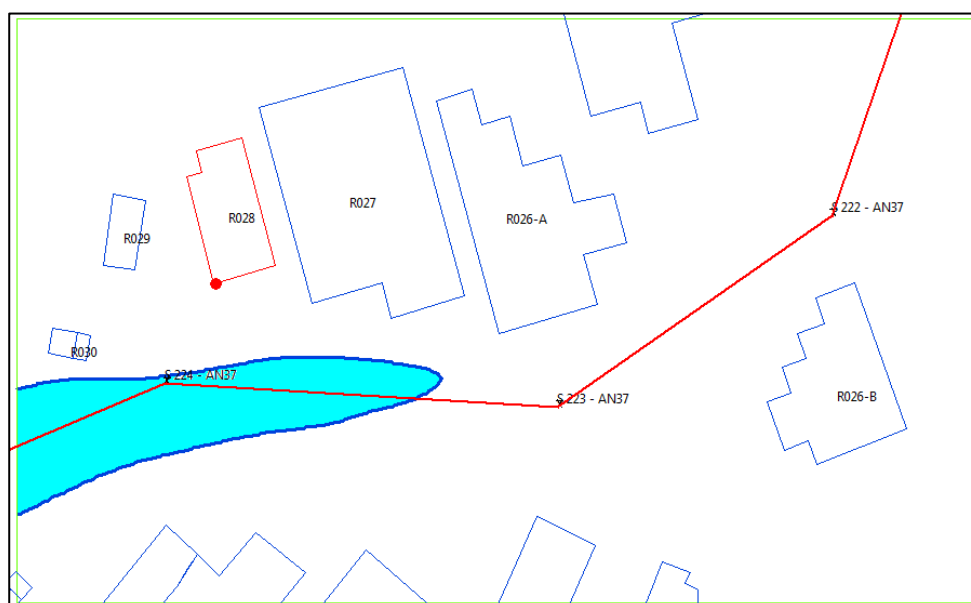 R027
R028
R026-A
R029
S 222 - AN37
R030
S 224 - AN37
S 223 - AN37
R026-B